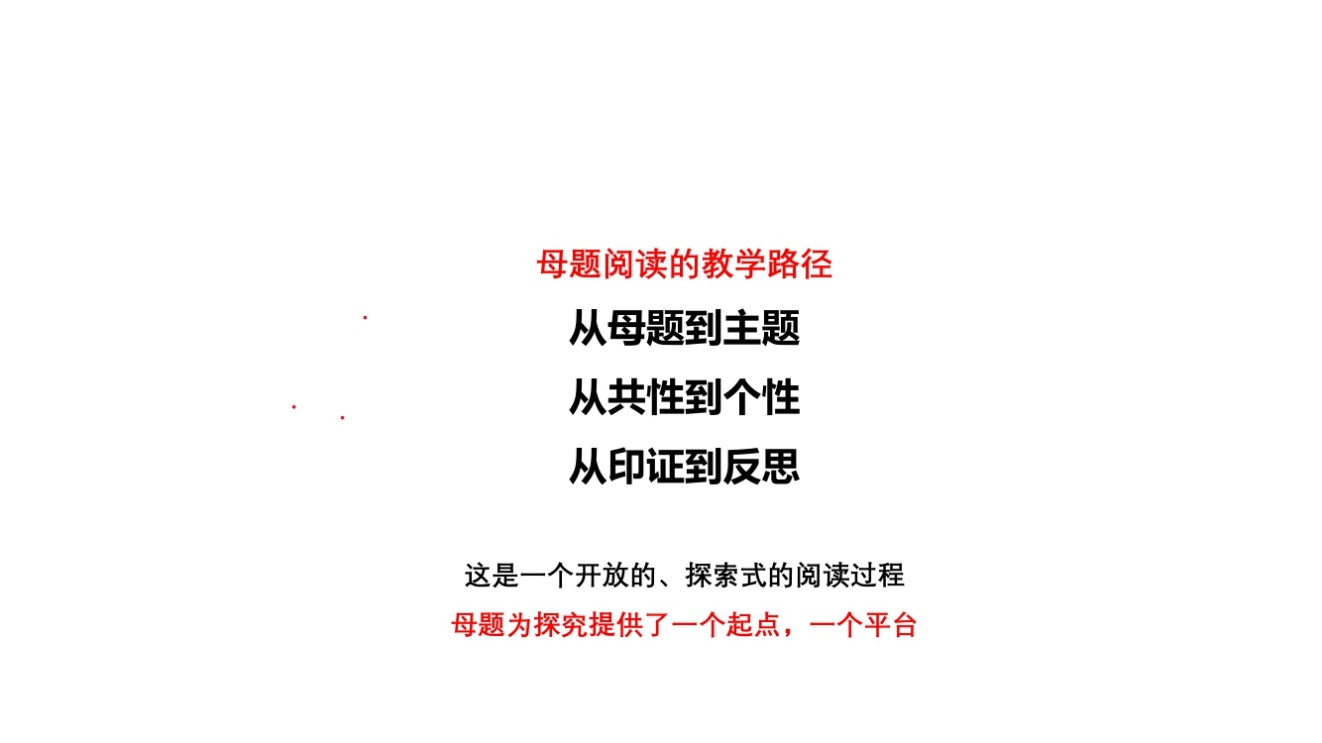 母题阅读的教学路径
从母题到主题
从共性到个性
从印证到反思
这是一个开放的、探索式的阅读过程
母题为探究提供了一个起点，一个平台